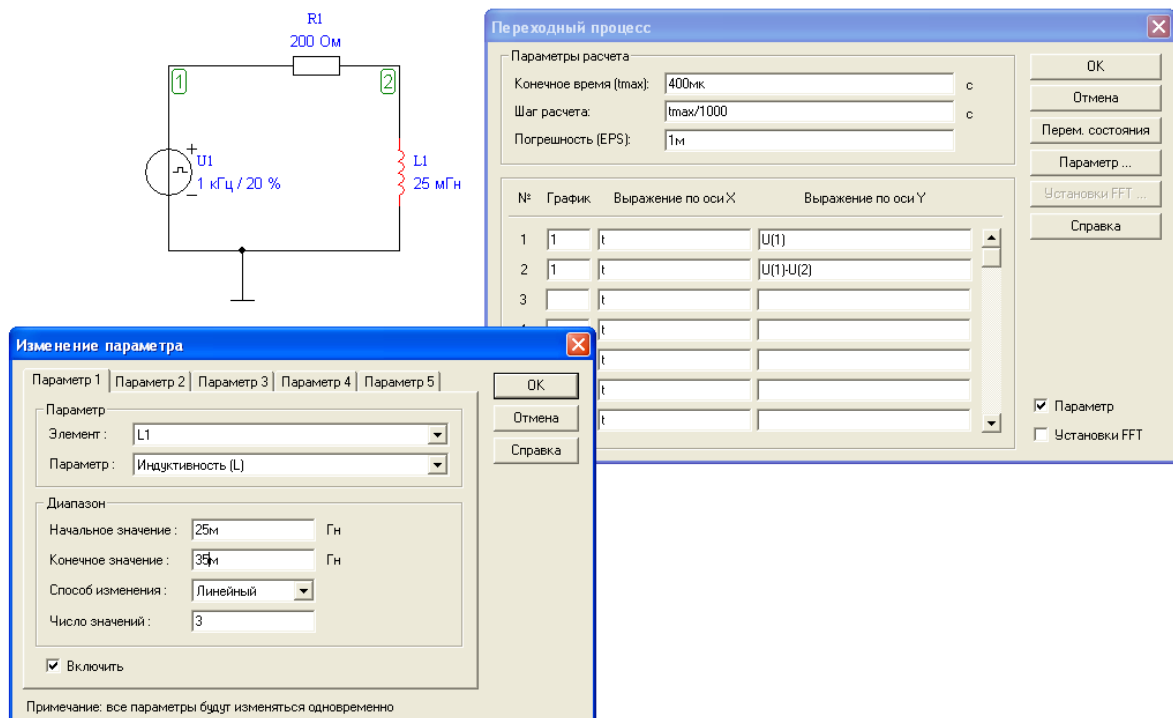 R1
200 Ом
1
2
U1
1 кГц / 20 %
L1
25 мГн
+
−
Переходный процесс
Параметры расчета
Конечное время (tmax): 400мк с
Шаг расчета: tmax/1000 с
Погрешность (EPS): 1м
OK
Отмена
Перем. состояния
Параметр ...
Установки FFT ...
Справка
№ График Выражение по оси X Выражение по оси Y
1 1 t U(1)
2 1 t U(1)-U(2)
3 t
t
t
t
t
Параметр
Установки FFT
Изменение параметра
Параметр 1 Параметр 2 Параметр 3 Параметр 4 Параметр 5
OK
Отмена
Справка
Параметр
Элемент : L1
Параметр : Индуктивность (L)
Диапазон
Начальное значение : 25м Гн
Конечное значение : 35м Гн
Способ изменения : Линейный
Число значений : 3
Включить
Примечание: все параметры будут изменяться одновременно